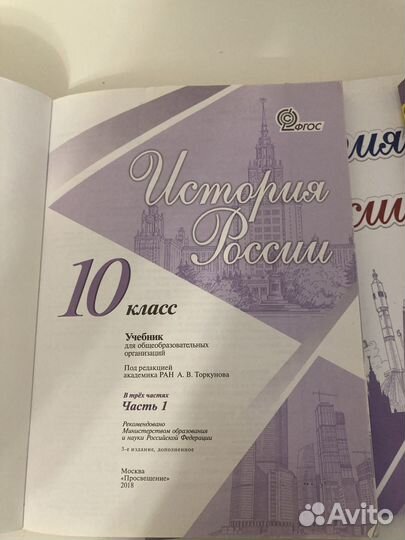 ФГОС
История
России
10 класс
Учебник
для общеобразовательных
организаций
Под редакцией
академика РАН А. В. Торкунова
В трёх частях
Часть 1
Рекомендовано
Министерством образования
и науки Российской Федерации
3-е издание, дополненное
Москва
«Просвещение»
2018
Avito